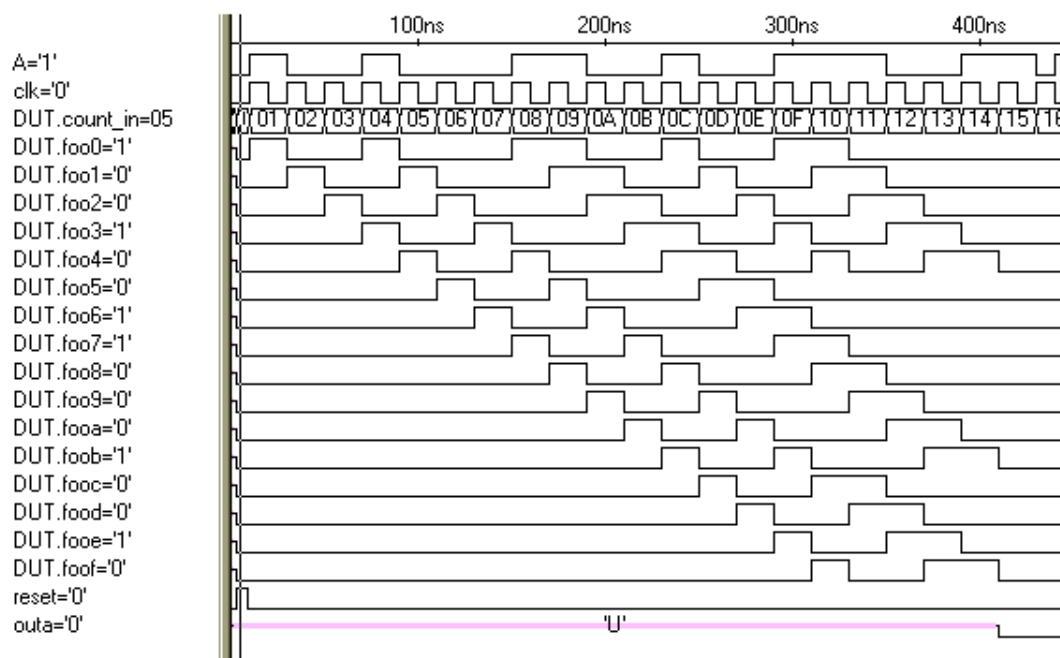 100ns 200ns 300ns 400ns
A='1'
clk='0'
DUT.count_in=05 01 02 03 04 05 06 07 08 09 0A 0B 0C 0D 0E 0F 10 11 12 13 14 15
DUT.foo0='1'
DUT.foo1='0'
DUT.foo2='0'
DUT.foo3='1'
DUT.foo4='0'
DUT.foo5='0'
DUT.foo6='1'
DUT.foo7='1'
DUT.foo8='0'
DUT.foo9='0'
DUT.fooa='0'
DUT.foob='1'
DUT.fooc='0'
DUT.food='0'
DUT.fooe='1'
DUT.foof='0'
reset='0'
outa='0' 'U'